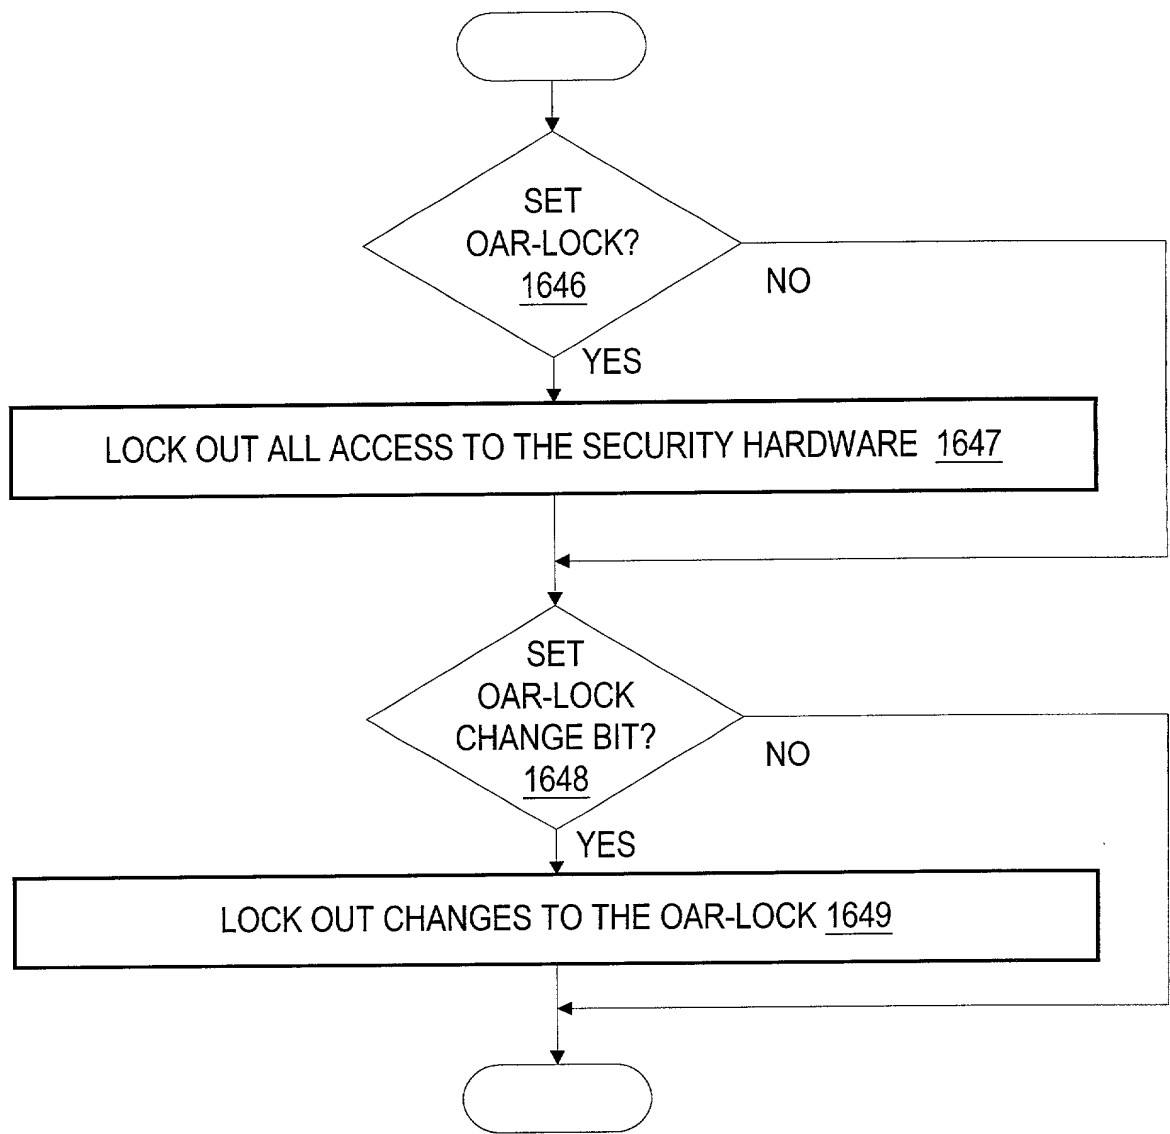 SET
OAR-LOCK?
1646
NO
YES
LOCK OUT ALL ACCESS TO THE SECURITY HARDWARE 1647
SET
OAR-LOCK
CHANGE BIT?
1648
NO
YES
LOCK OUT CHANGES TO THE OAR-LOCK 1649